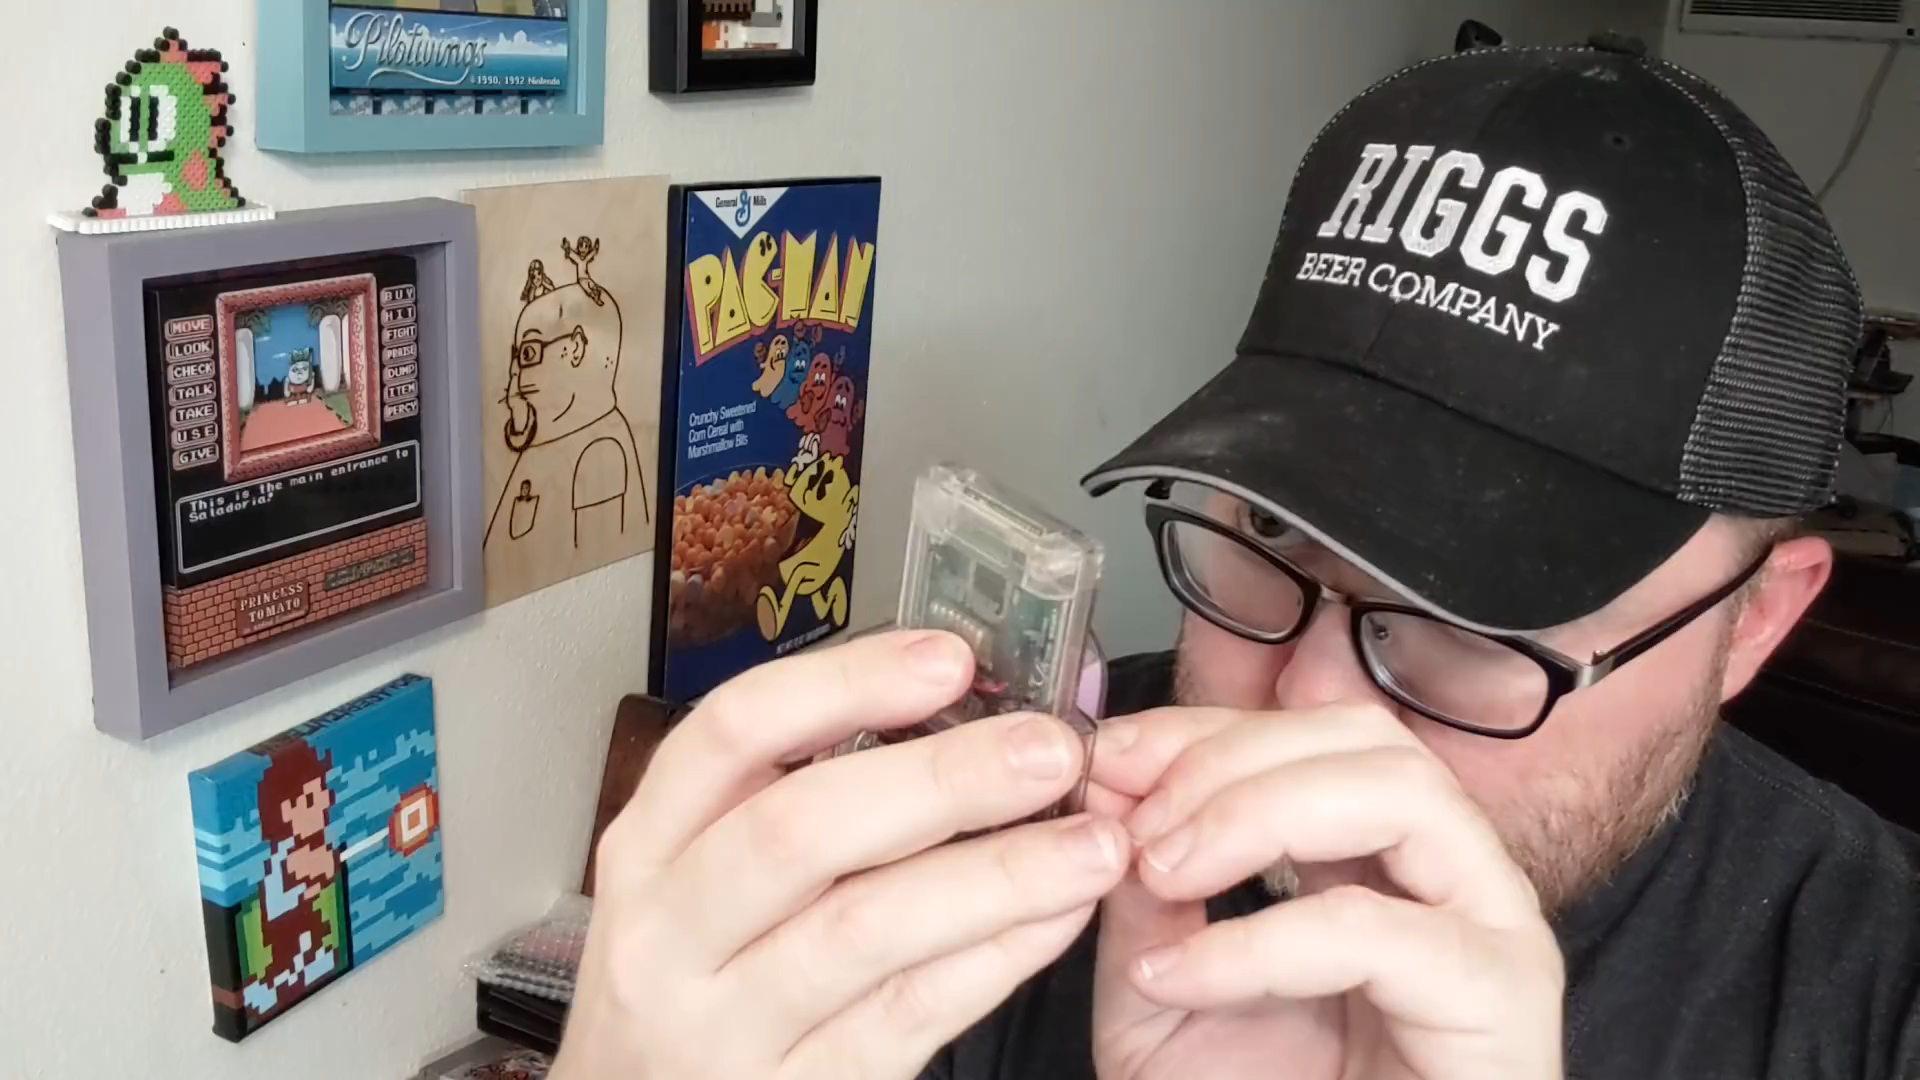 Pilotwings
©1990, 1992 Nintendo
MOVE
LOOK
CHECK
TALK
TAKE
USE
GIVE
BUY
HIT
FIGHT
PRAISE
DUMP
ITEM
PERCY
This is the main entrance to
Saladoria!
PRINCESS
TOMATO
General Mills
PAC-MAN
Crunchy Sweetened
Corn Cereal with
Marshmallow Bits
RIGGS
BEER COMPANY